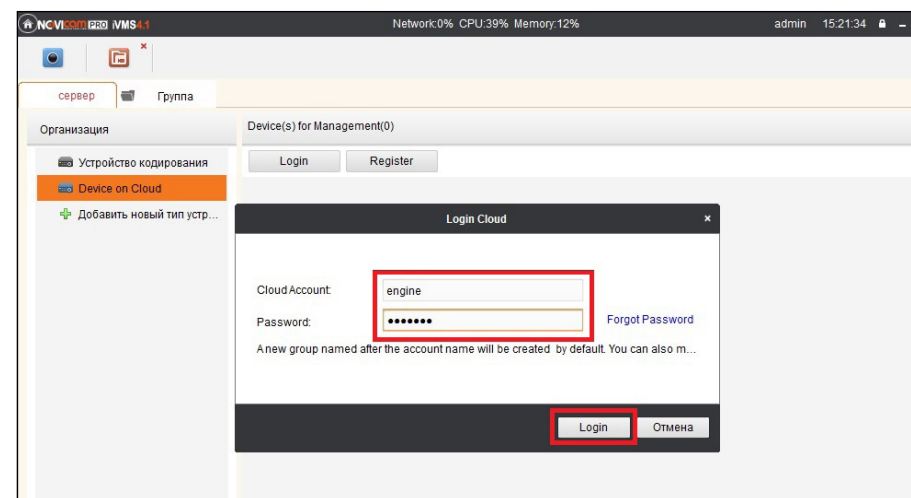 NOVIcom PRO iVMS4.1 Network:0% CPU:39% Memory:12% admin 15:21:34
сервер Группа
Организация Device(s) for Management(0)
Устройство кодирования Login Register
Device on Cloud
Добавить новый тип устр...
Login Cloud
Cloud Account: engine
Password: ●●●●●●● Forgot Password
A new group named after the account name will be created by default. You can also m...
Login Отмена